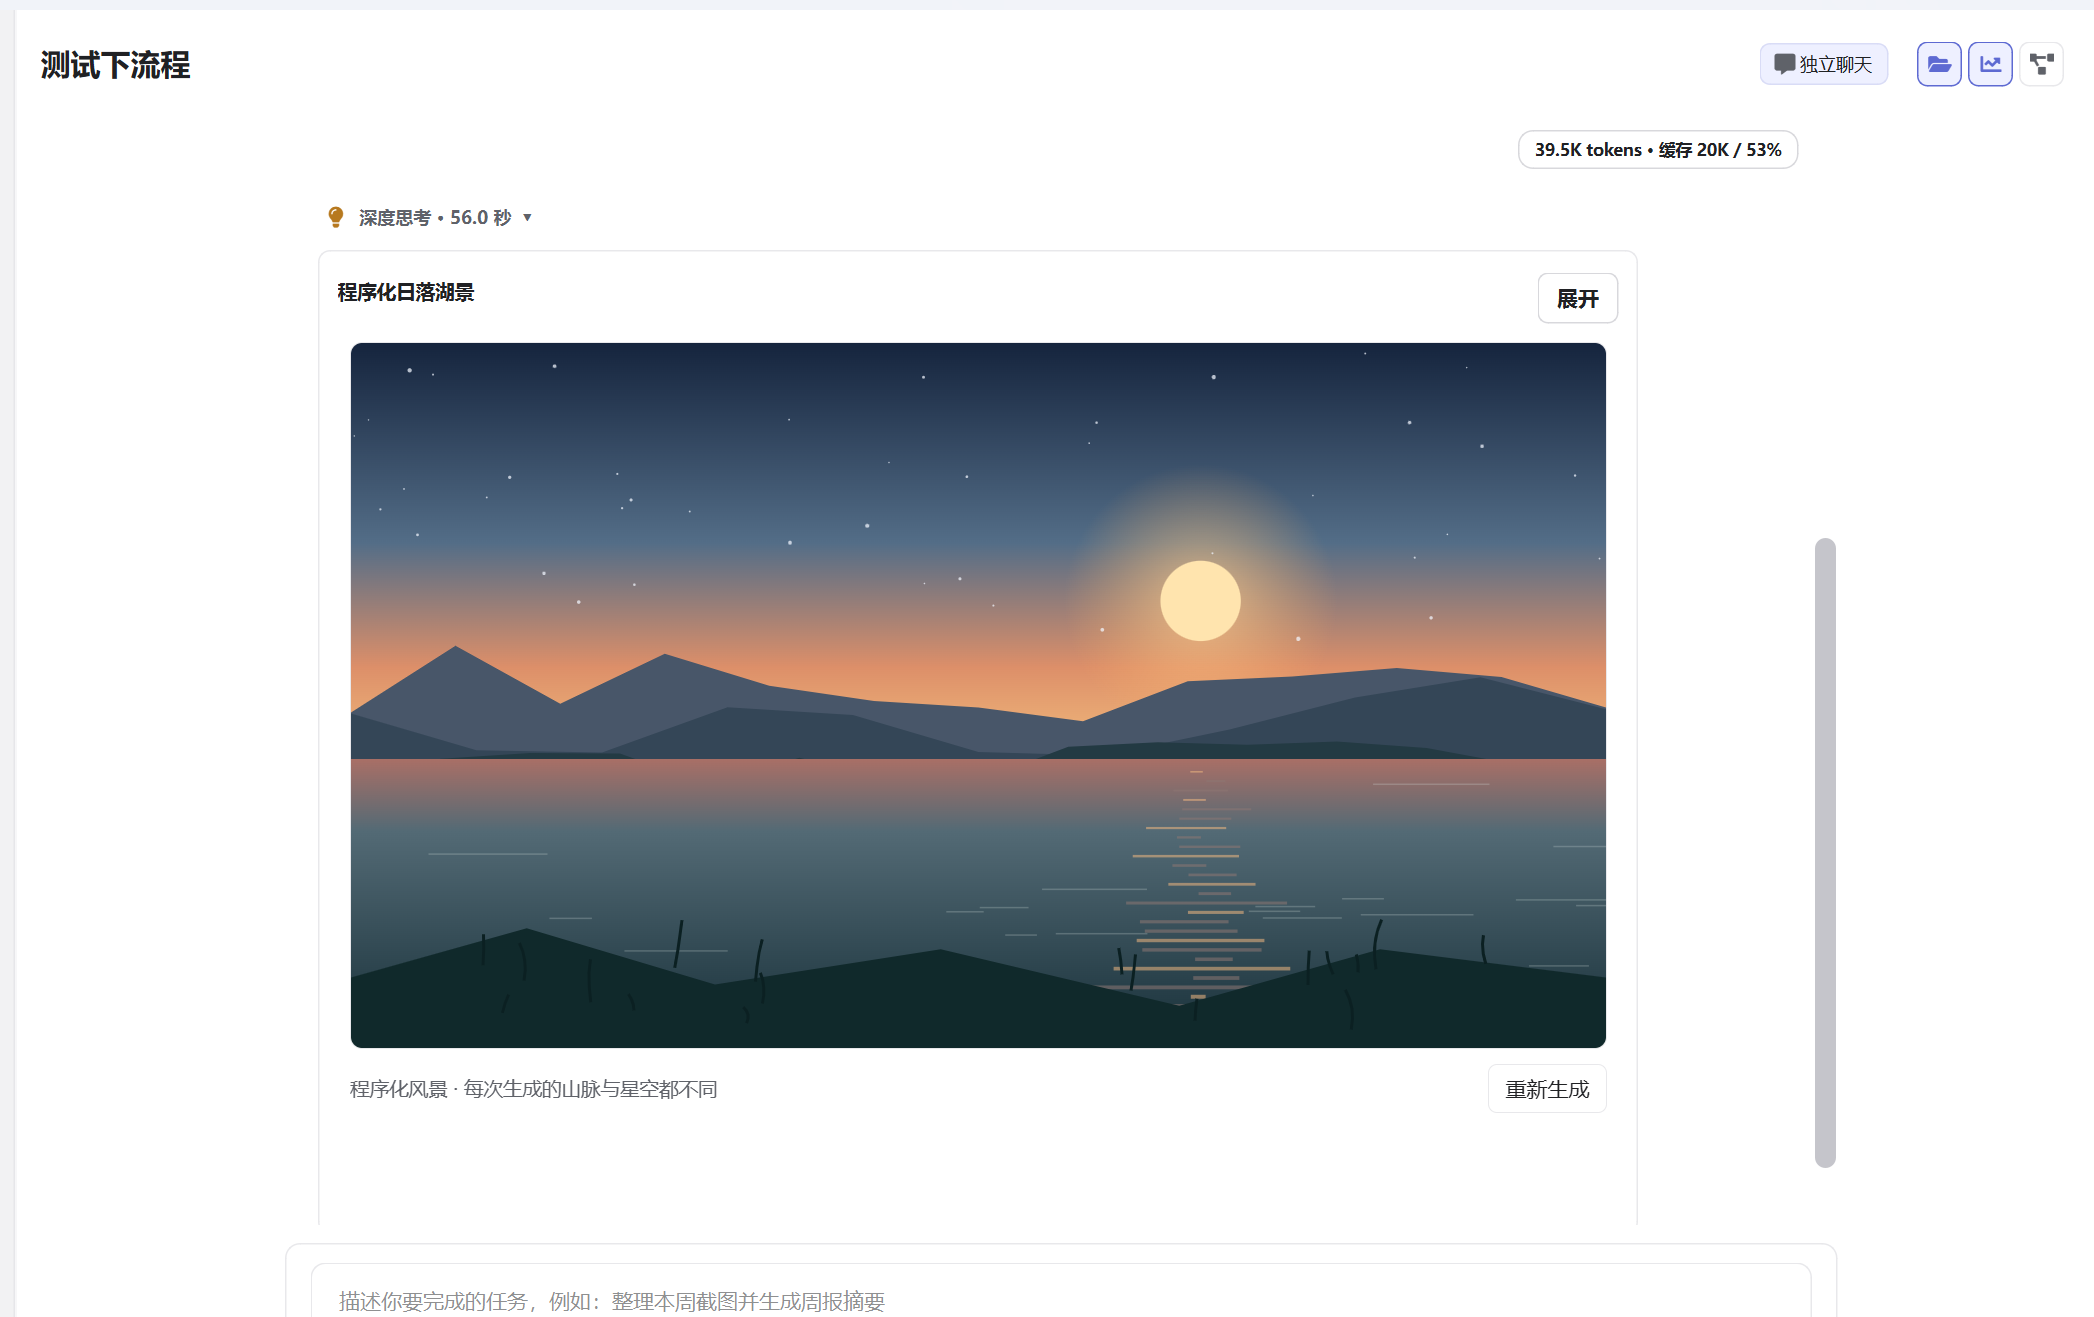 测试下流程
独立聊天
39.5K tokens • 缓存 20K / 53%
深度思考 • 56.0 秒 ▼
程序化日落湖景
展开
程序化风景 · 每次生成的山脉与星空都不同
重新生成
描述你要完成的任务，例如：整理本周截图并生成周报摘要